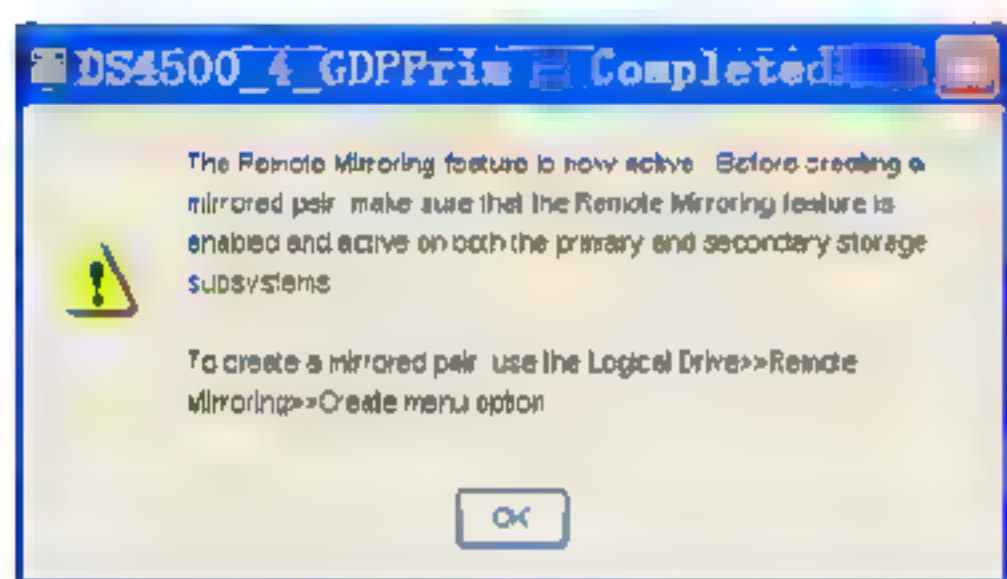 DS4500_4_GDPPrim - Completed
The Remote Mirroring feature is now active. Before creating a
mirrored pair, make sure that the Remote Mirroring feature is
enabled and active on both the primary and secondary storage
subsystems.
To create a mirrored pair, use the Logical Drive>>Remote
Mirroring>>Create menu option.
OK